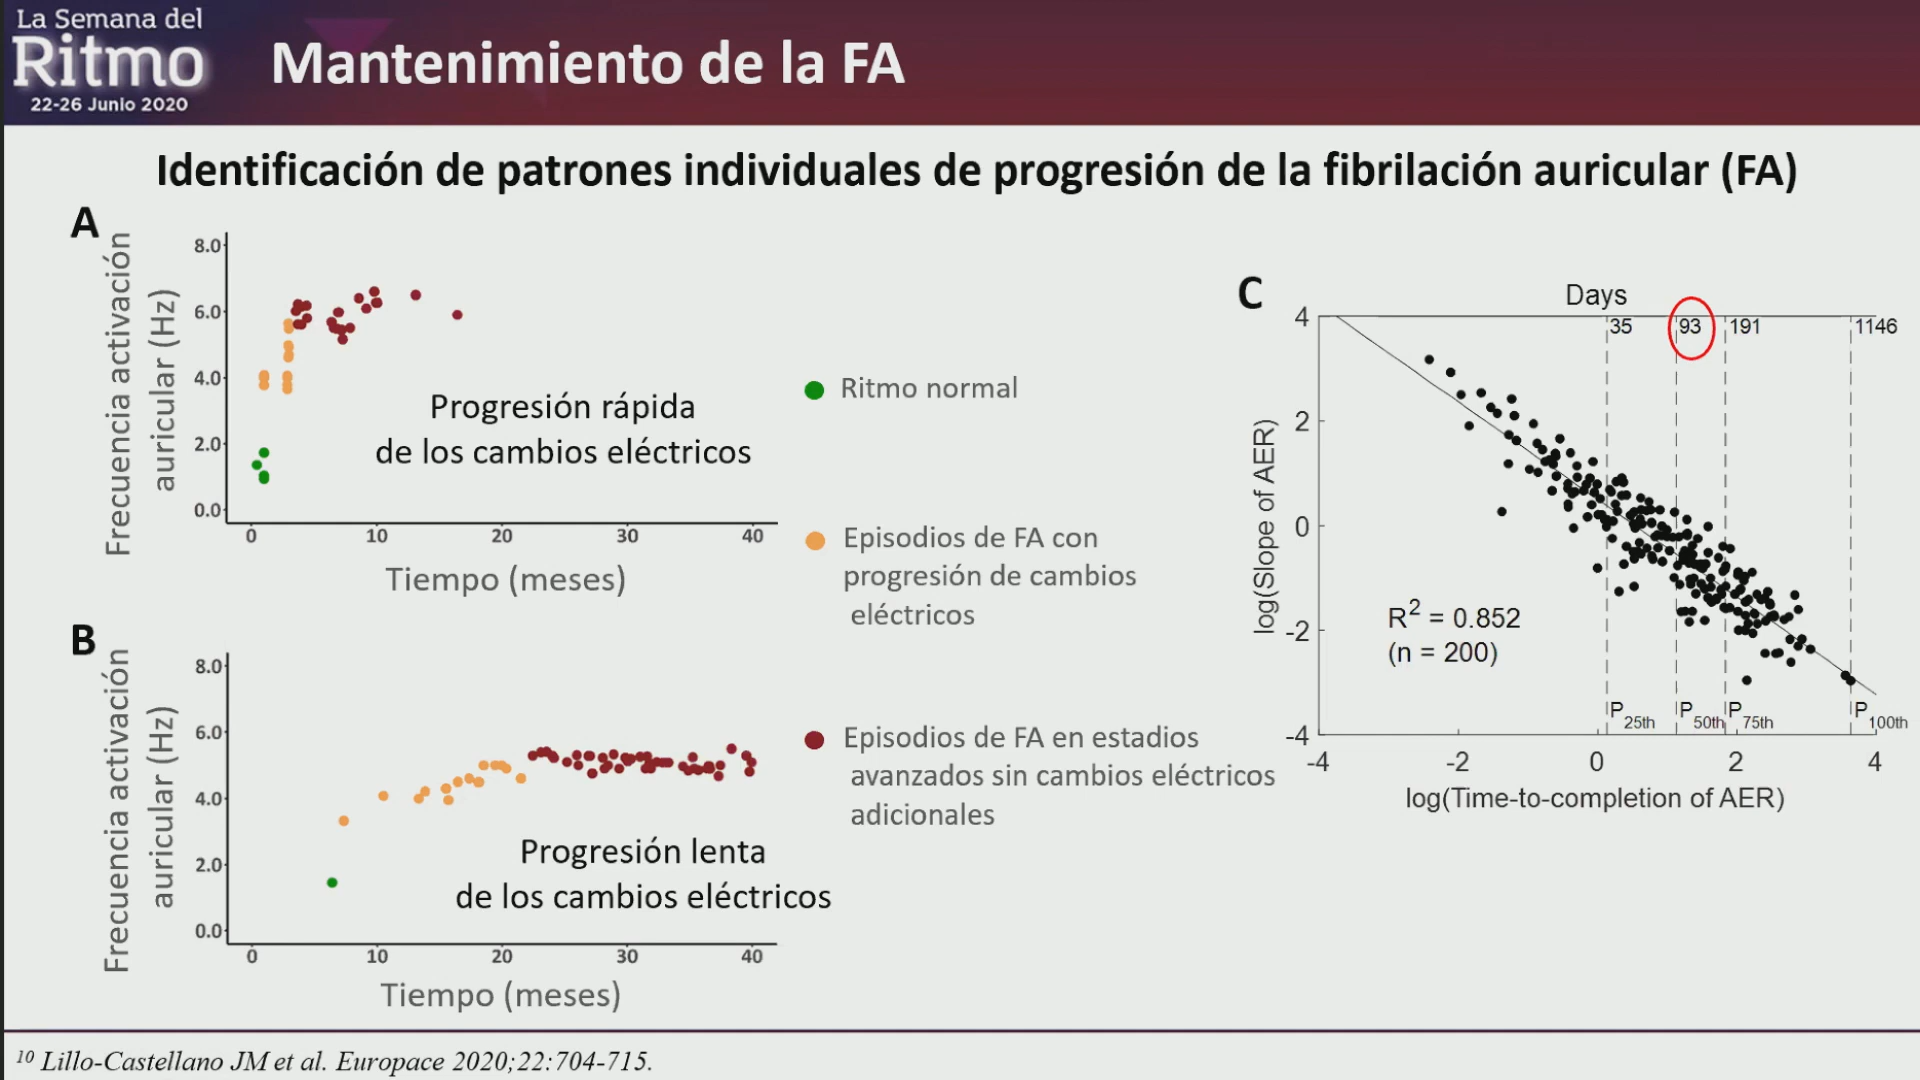 La Semana del
Ritmo
22-26 Junio 2020
Mantenimiento de la FA
Identificación de patrones individuales de progresión de la fibrilación auricular (FA)
A
Frecuencia activación
auricular (Hz)
8.0
6.0
4.0
2.0
0.0
0 10 20 30 40
Tiempo (meses)
Progresión rápida
de los cambios eléctricos
B
Frecuencia activación
auricular (Hz)
8.0
6.0
4.0
2.0
0.0
0 10 20 30 40
Tiempo (meses)
Progresión lenta
de los cambios eléctricos
Ritmo normal
Episodios de FA con
progresión de cambios
eléctricos
Episodios de FA en estadios
avanzados sin cambios eléctricos
adicionales
C
Days
35 93 191 1146
log(Slope of AER)
4
2
0
-2
-4
R2 = 0.852
(n = 200)
P25th P50th P75th P100th
-4 -2 0 2 4
log(Time-to-completion of AER)
10 Lillo-Castellano JM et al. Europace 2020;22:704-715.